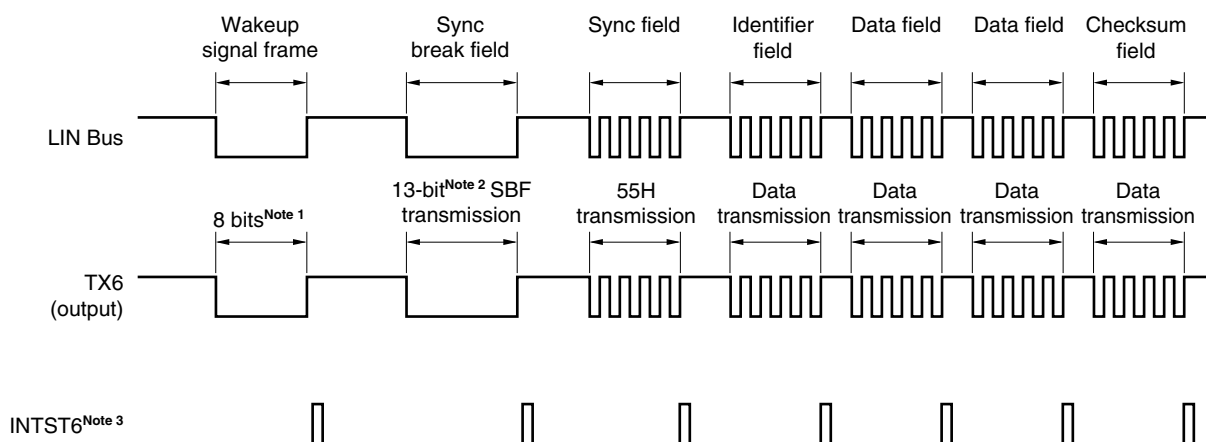 Wakeup
signal frame
Sync
break field
Sync field
Identifier
field
Data field
Data field
Checksum
field
LIN Bus
8 bitsNote 1
13-bitNote 2 SBF
transmission
55H
transmission
Data
transmission
Data
transmission
Data
transmission
Data
transmission
TX6
(output)
INTST6Note 3